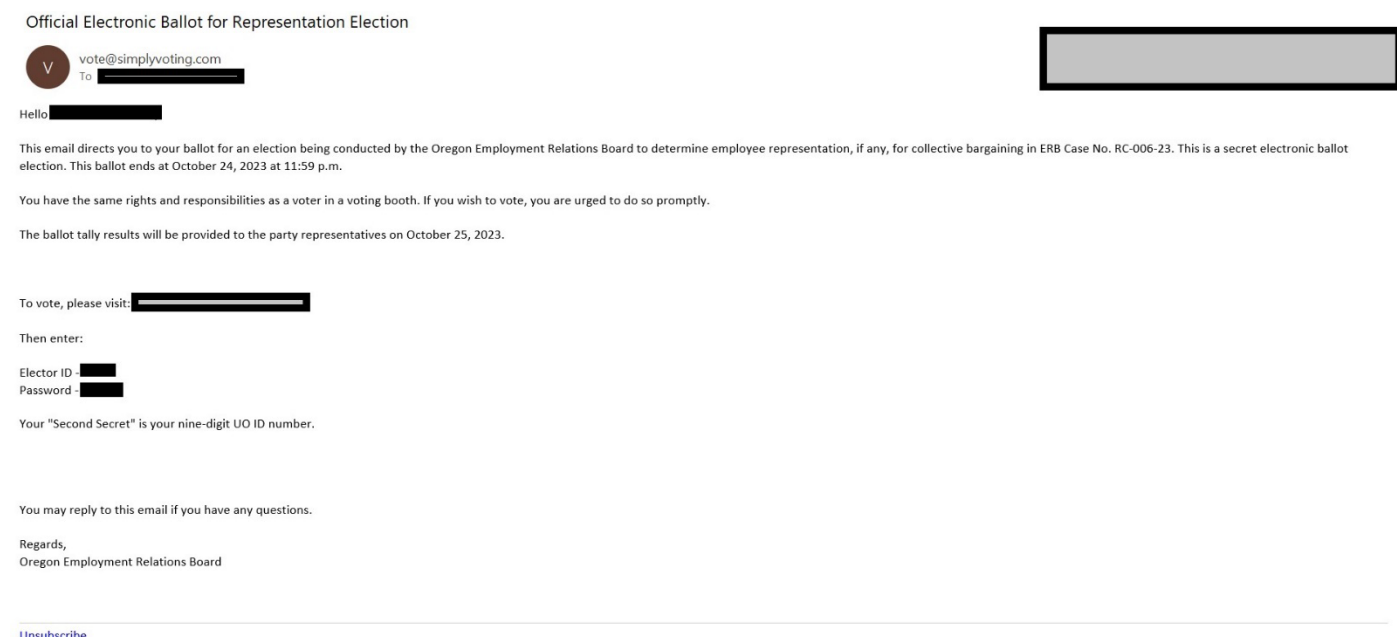 Official Electronic Ballot for Representation Election
V
vote@simplyvoting.com
To
Hello
This email directs you to your ballot for an election being conducted by the Oregon Employment Relations Board to determine employee representation, if any, for collective bargaining in ERB Case No. RC-006-23. This is a secret electronic ballot
election. This ballot ends at October 24, 2023 at 11:59 p.m.
You have the same rights and responsibilities as a voter in a voting booth. If you wish to vote, you are urged to do so promptly.
The ballot tally results will be provided to the party representatives on October 25, 2023.
To vote, please visit:
Then enter:
Elector ID -
Password -
Your "Second Secret" is your nine-digit UO ID number.
You may reply to this email if you have any questions.
Regards,
Oregon Employment Relations Board
Unsubscribe